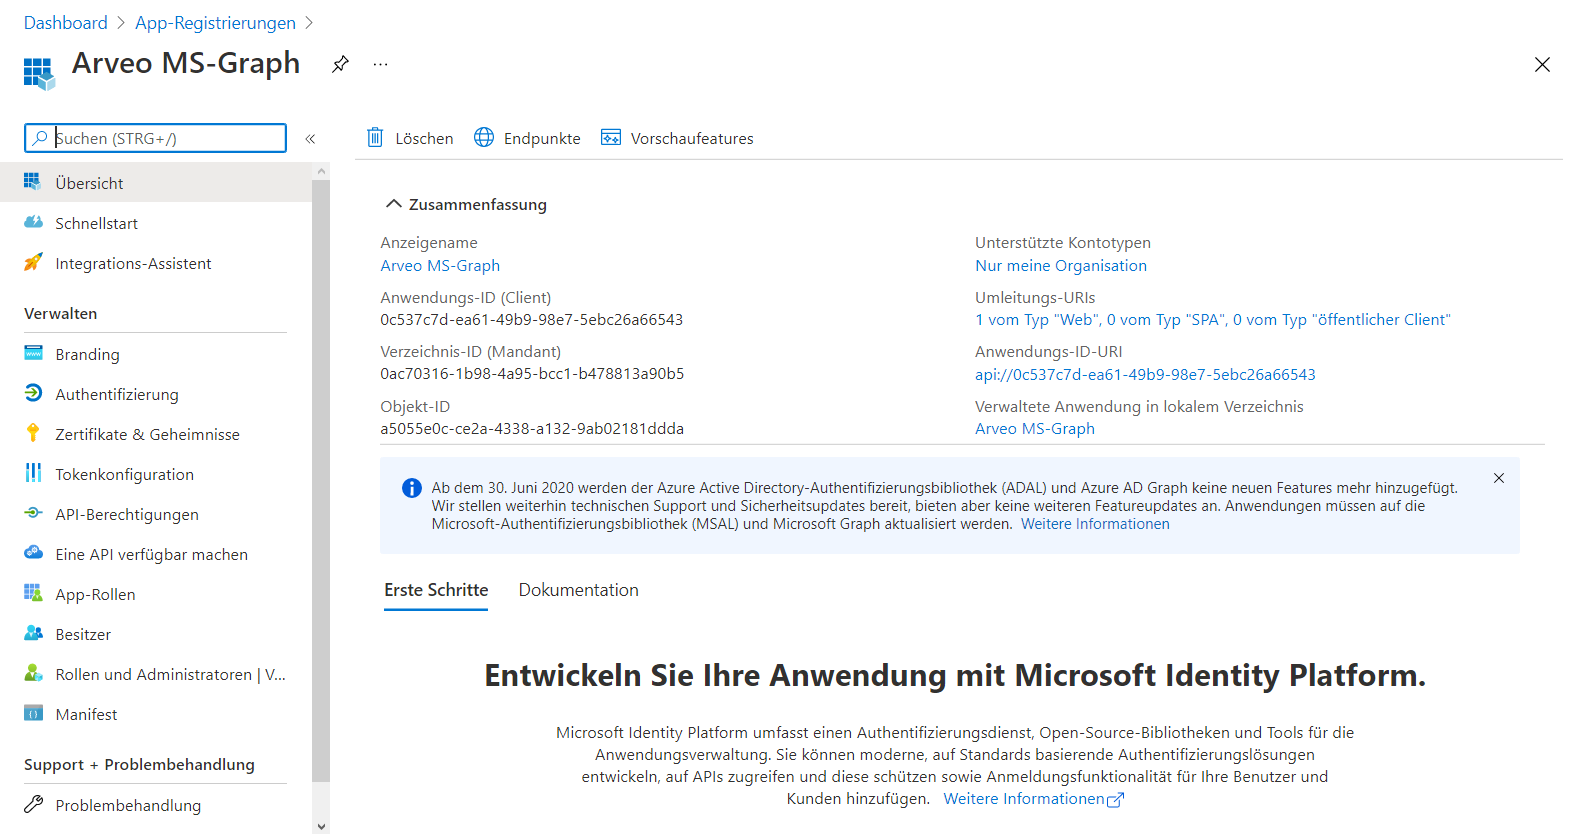 Dashboard > App-Registrierungen >
Arveo MS-Graph
Suchen (STRG+/)
«
Übersicht
Schnellstart
Integrations-Assistent
Verwalten
Branding
Authentifizierung
Zertifikate & Geheimnisse
Tokenkonfiguration
API-Berechtigungen
Eine API verfügbar machen
App-Rollen
Besitzer
Rollen und Administratoren | V...
Manifest
Support + Problembehandlung
Problembehandlung
Löschen Endpunkte Vorschaufeatures
Zusammenfassung
Anzeigename
Arveo MS-Graph
Anwendungs-ID (Client)
0c537c7d-ea61-49b9-98e7-5ebc26a66543
Verzeichnis-ID (Mandant)
0ac70316-1b98-4a95-bcc1-b478813a90b5
Objekt-ID
a5055e0c-ce2a-4338-a132-9ab02181ddda
Unterstützte Kontotypen
Nur meine Organisation
Umleitungs-URIs
1 vom Typ "Web", 0 vom Typ "SPA", 0 vom Typ "öffentlicher Client"
Anwendungs-ID-URI
api://0c537c7d-ea61-49b9-98e7-5ebc26a66543
Verwaltete Anwendung in lokalem Verzeichnis
Arveo MS-Graph
Ab dem 30. Juni 2020 werden der Azure Active Directory-Authentifizierungsbibliothek (ADAL) und Azure AD Graph keine neuen Features mehr hinzugefügt.
Wir stellen weiterhin technischen Support und Sicherheitsupdates bereit, bieten aber keine weiteren Featureupdates an. Anwendungen müssen auf die
Microsoft-Authentifizierungsbibliothek (MSAL) und Microsoft Graph aktualisiert werden. Weitere Informationen
Erste Schritte Dokumentation
Entwickeln Sie Ihre Anwendung mit Microsoft Identity Platform.
Microsoft Identity Platform umfasst einen Authentifizierungsdienst, Open-Source-Bibliotheken und Tools für die
Anwendungsverwaltung. Sie können moderne, auf Standards basierende Authentifizierungslösungen
entwickeln, auf APIs zugreifen und diese schützen sowie Anmeldungsfunktionalität für Ihre Benutzer und
Kunden hinzufügen. Weitere Informationen